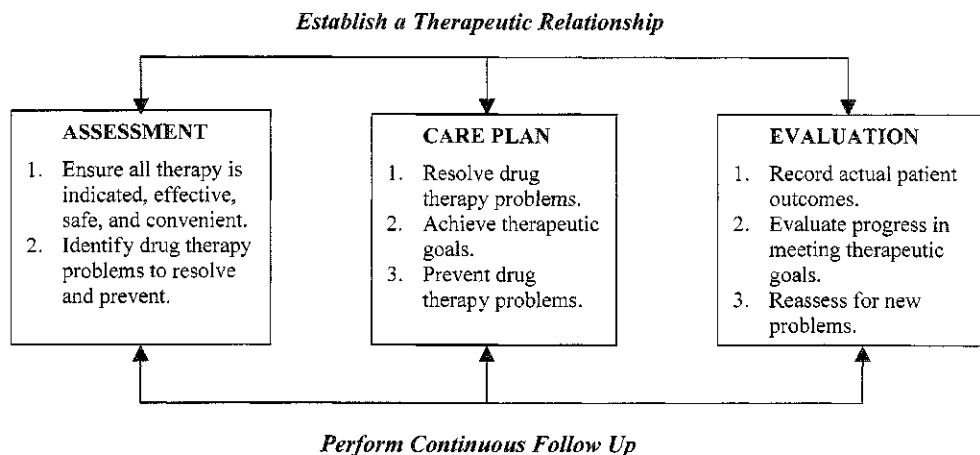 Establish a Therapeutic Relationship
ASSESSMENT
1. Ensure all therapy is
indicated, effective,
safe, and convenient.
2. Identify drug therapy
problems to resolve
and prevent.
CARE PLAN
1. Resolve drug
therapy problems.
2. Achieve therapeutic
goals.
3. Prevent drug
therapy problems.
EVALUATION
1. Record actual patient
outcomes.
2. Evaluate progress in
meeting therapeutic
goals.
3. Reassess for new
problems.
Perform Continuous Follow Up